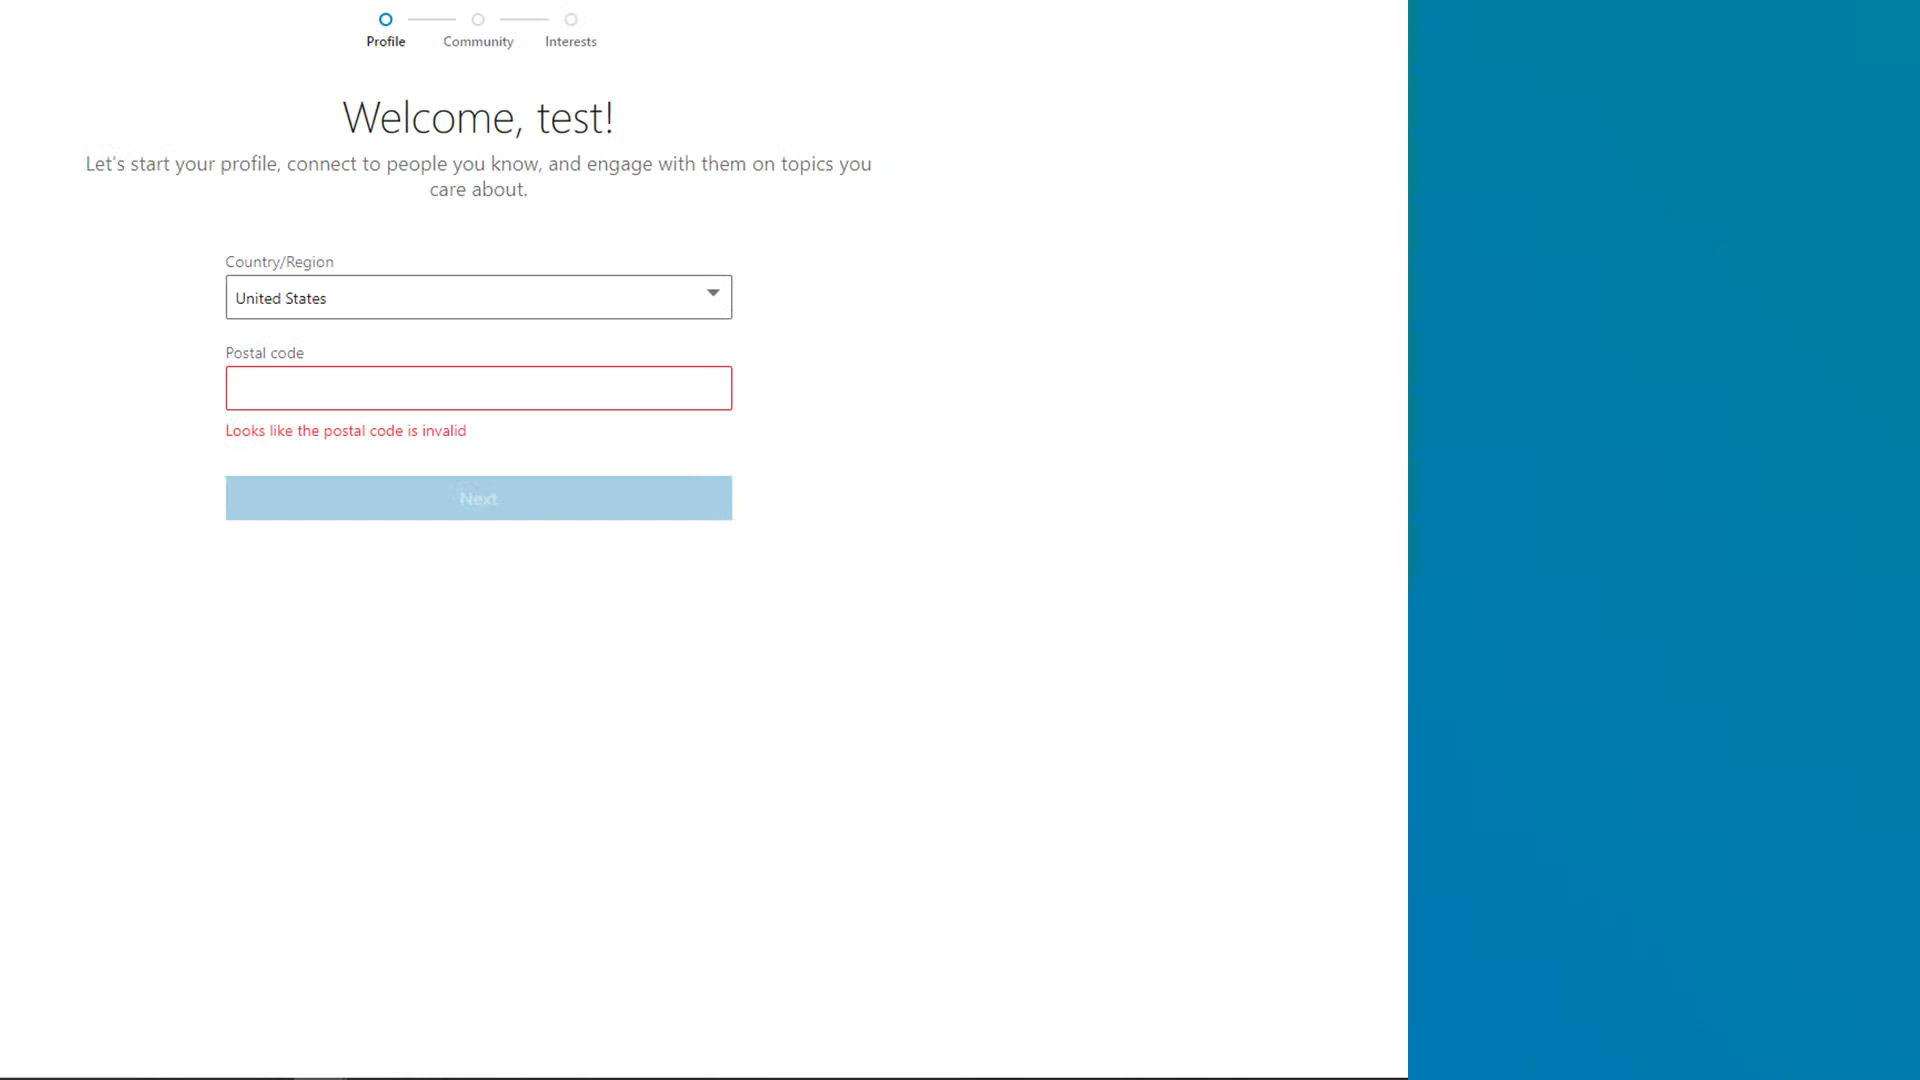 Profile
Community
Interests
Welcome, test!
Let's start your profile, connect to people you know, and engage with them on topics you
care about.
Country/Region
United States
Postal code
Looks like the postal code is invalid
Next